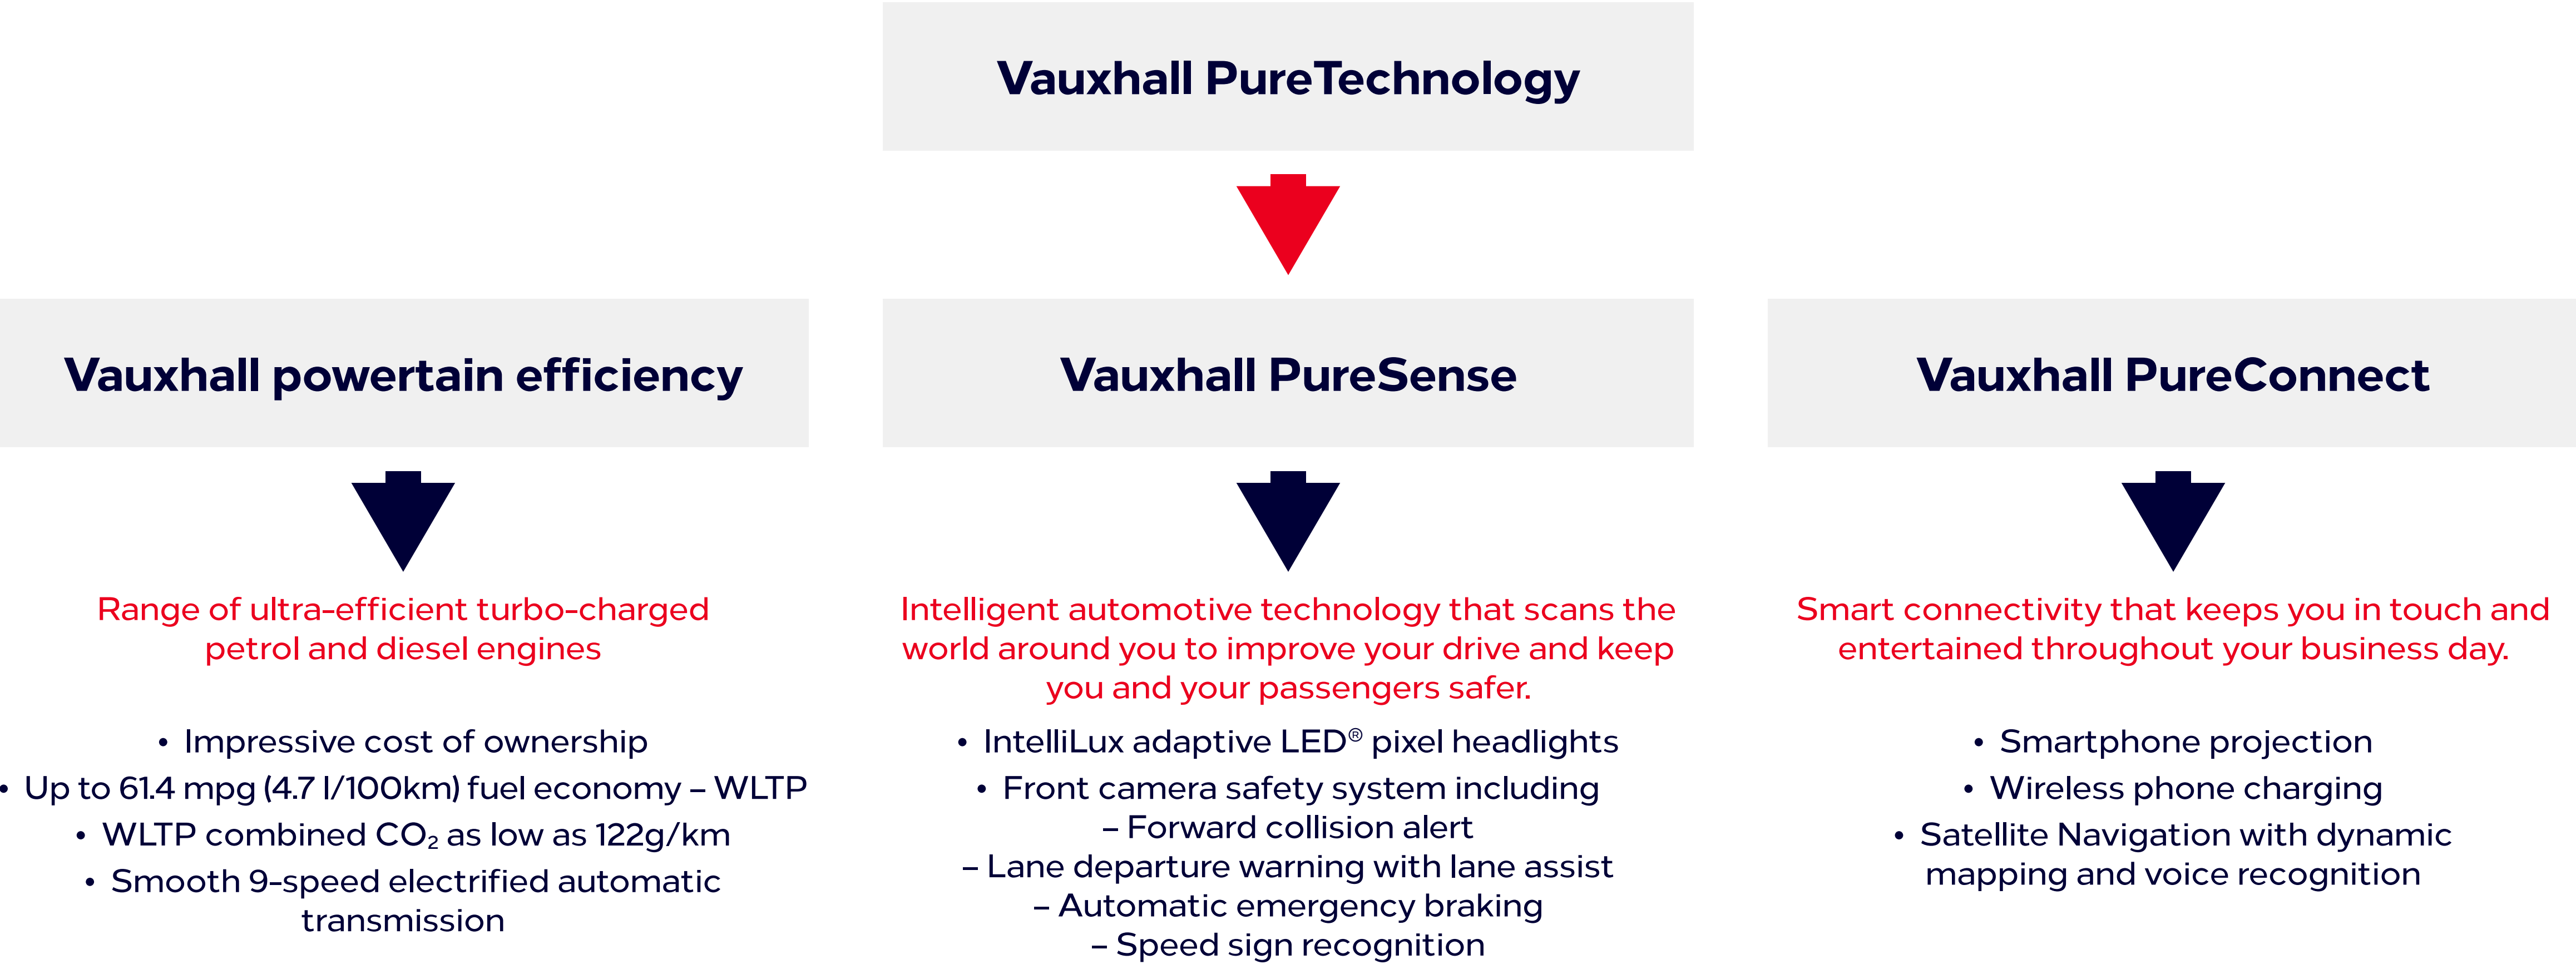 Vauxhall PureTechnology
Vauxhall powertain efficiency
Range of ultra-efficient turbo-charged
petrol and diesel engines
• Impressive cost of ownership
• Up to 61.4 mpg (4.7 l/100km) fuel economy – WLTP
• WLTP combined CO₂ as low as 122g/km
• Smooth 9-speed electrified automatic
transmission
Vauxhall PureSense
Intelligent automotive technology that scans the
world around you to improve your drive and keep
you and your passengers safer.
• IntelliLux adaptive LED® pixel headlights
• Front camera safety system including
– Forward collision alert
– Lane departure warning with lane assist
– Automatic emergency braking
– Speed sign recognition
Vauxhall PureConnect
Smart connectivity that keeps you in touch and
entertained throughout your business day.
• Smartphone projection
• Wireless phone charging
• Satellite Navigation with dynamic
mapping and voice recognition